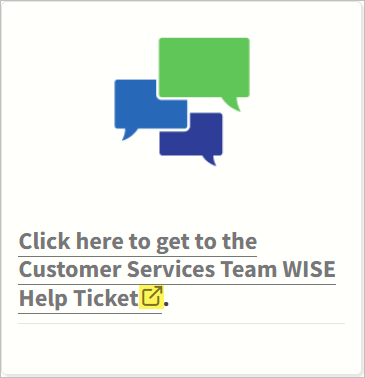 Click here to get to the
Customer Services Team WISE
Help Ticket.